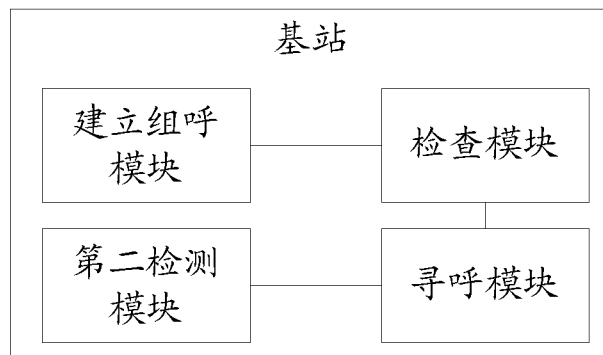 基站
建立组呼
模块
检查模块
第二检测
模块
寻呼模块